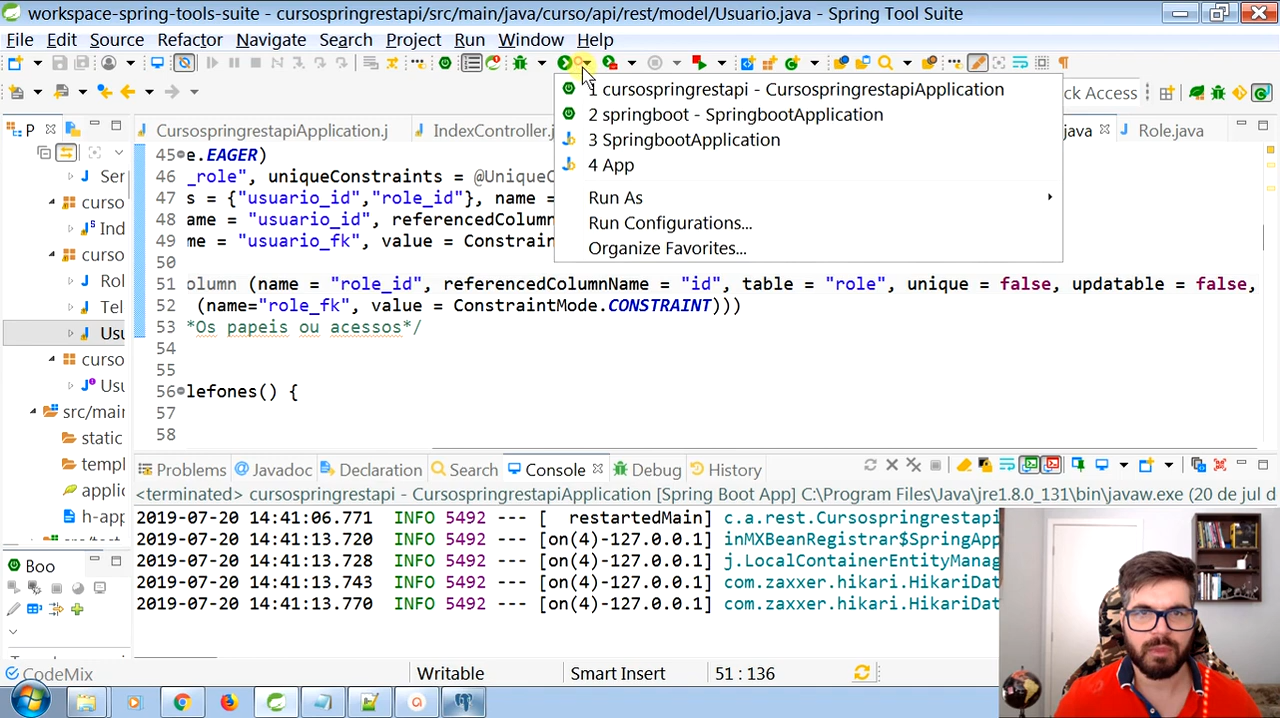 workspace-spring-tools-suite - cursospringrestapi/src/main/java/curso/api/rest/model/Usuario.java - Spring Tool Suite
File Edit Source Refactor Navigate Search Project Run Window Help
1 cursospringrestapi - CursospringrestapiApplication
2 springboot - SpringbootApplication
3 SpringbootApplication
4 App
Run As
Run Configurations...
Organize Favorites...
ck Access
P
CursospringrestapiApplication.j
IndexController.j
java
Role.java
Ser
curso
Ind
curso
Rol
Tel
Usu
curso
Usu
src/main
static
templ
applic
h-app
45 e.EAGER)
46 _role", uniqueConstraints = @UniqueC
47 s = {"usuario_id","role_id"}, name =
48 ame = "usuario_id", referencedColumn
49 me = "usuario_fk", value = Constrain
50
51 olumn (name = "role_id", referencedColumnName = "id", table = "role", unique = false, updatable = false,
52 (name="role_fk", value = ConstraintMode.CONSTRAINT)))
53 *Os papeis ou acessos*/
54
55
56 lefones() {
57
58
Problems Javadoc Declaration Search Console Debug History
<terminated> cursospringrestapi - CursospringrestapiApplication [Spring Boot App] C:\Program Files\Java\jre1.8.0_131\bin\javaw.exe (20 de jul d
2019-07-20 14:41:06.771 INFO 5492 --- [ restartedMain] c.a.rest.Cursospringrestapi
2019-07-20 14:41:13.720 INFO 5492 --- [on(4)-127.0.0.1] inMXBeanRegistrar$SpringApp
2019-07-20 14:41:13.728 INFO 5492 --- [on(4)-127.0.0.1] j.LocalContainerEntityManag
2019-07-20 14:41:13.743 INFO 5492 --- [on(4)-127.0.0.1] com.zaxxer.hikari.HikariDat
2019-07-20 14:41:13.770 INFO 5492 --- [on(4)-127.0.0.1] com.zaxxer.hikari.HikariDat
Boo
CodeMix
Writable
Smart Insert
51 : 136